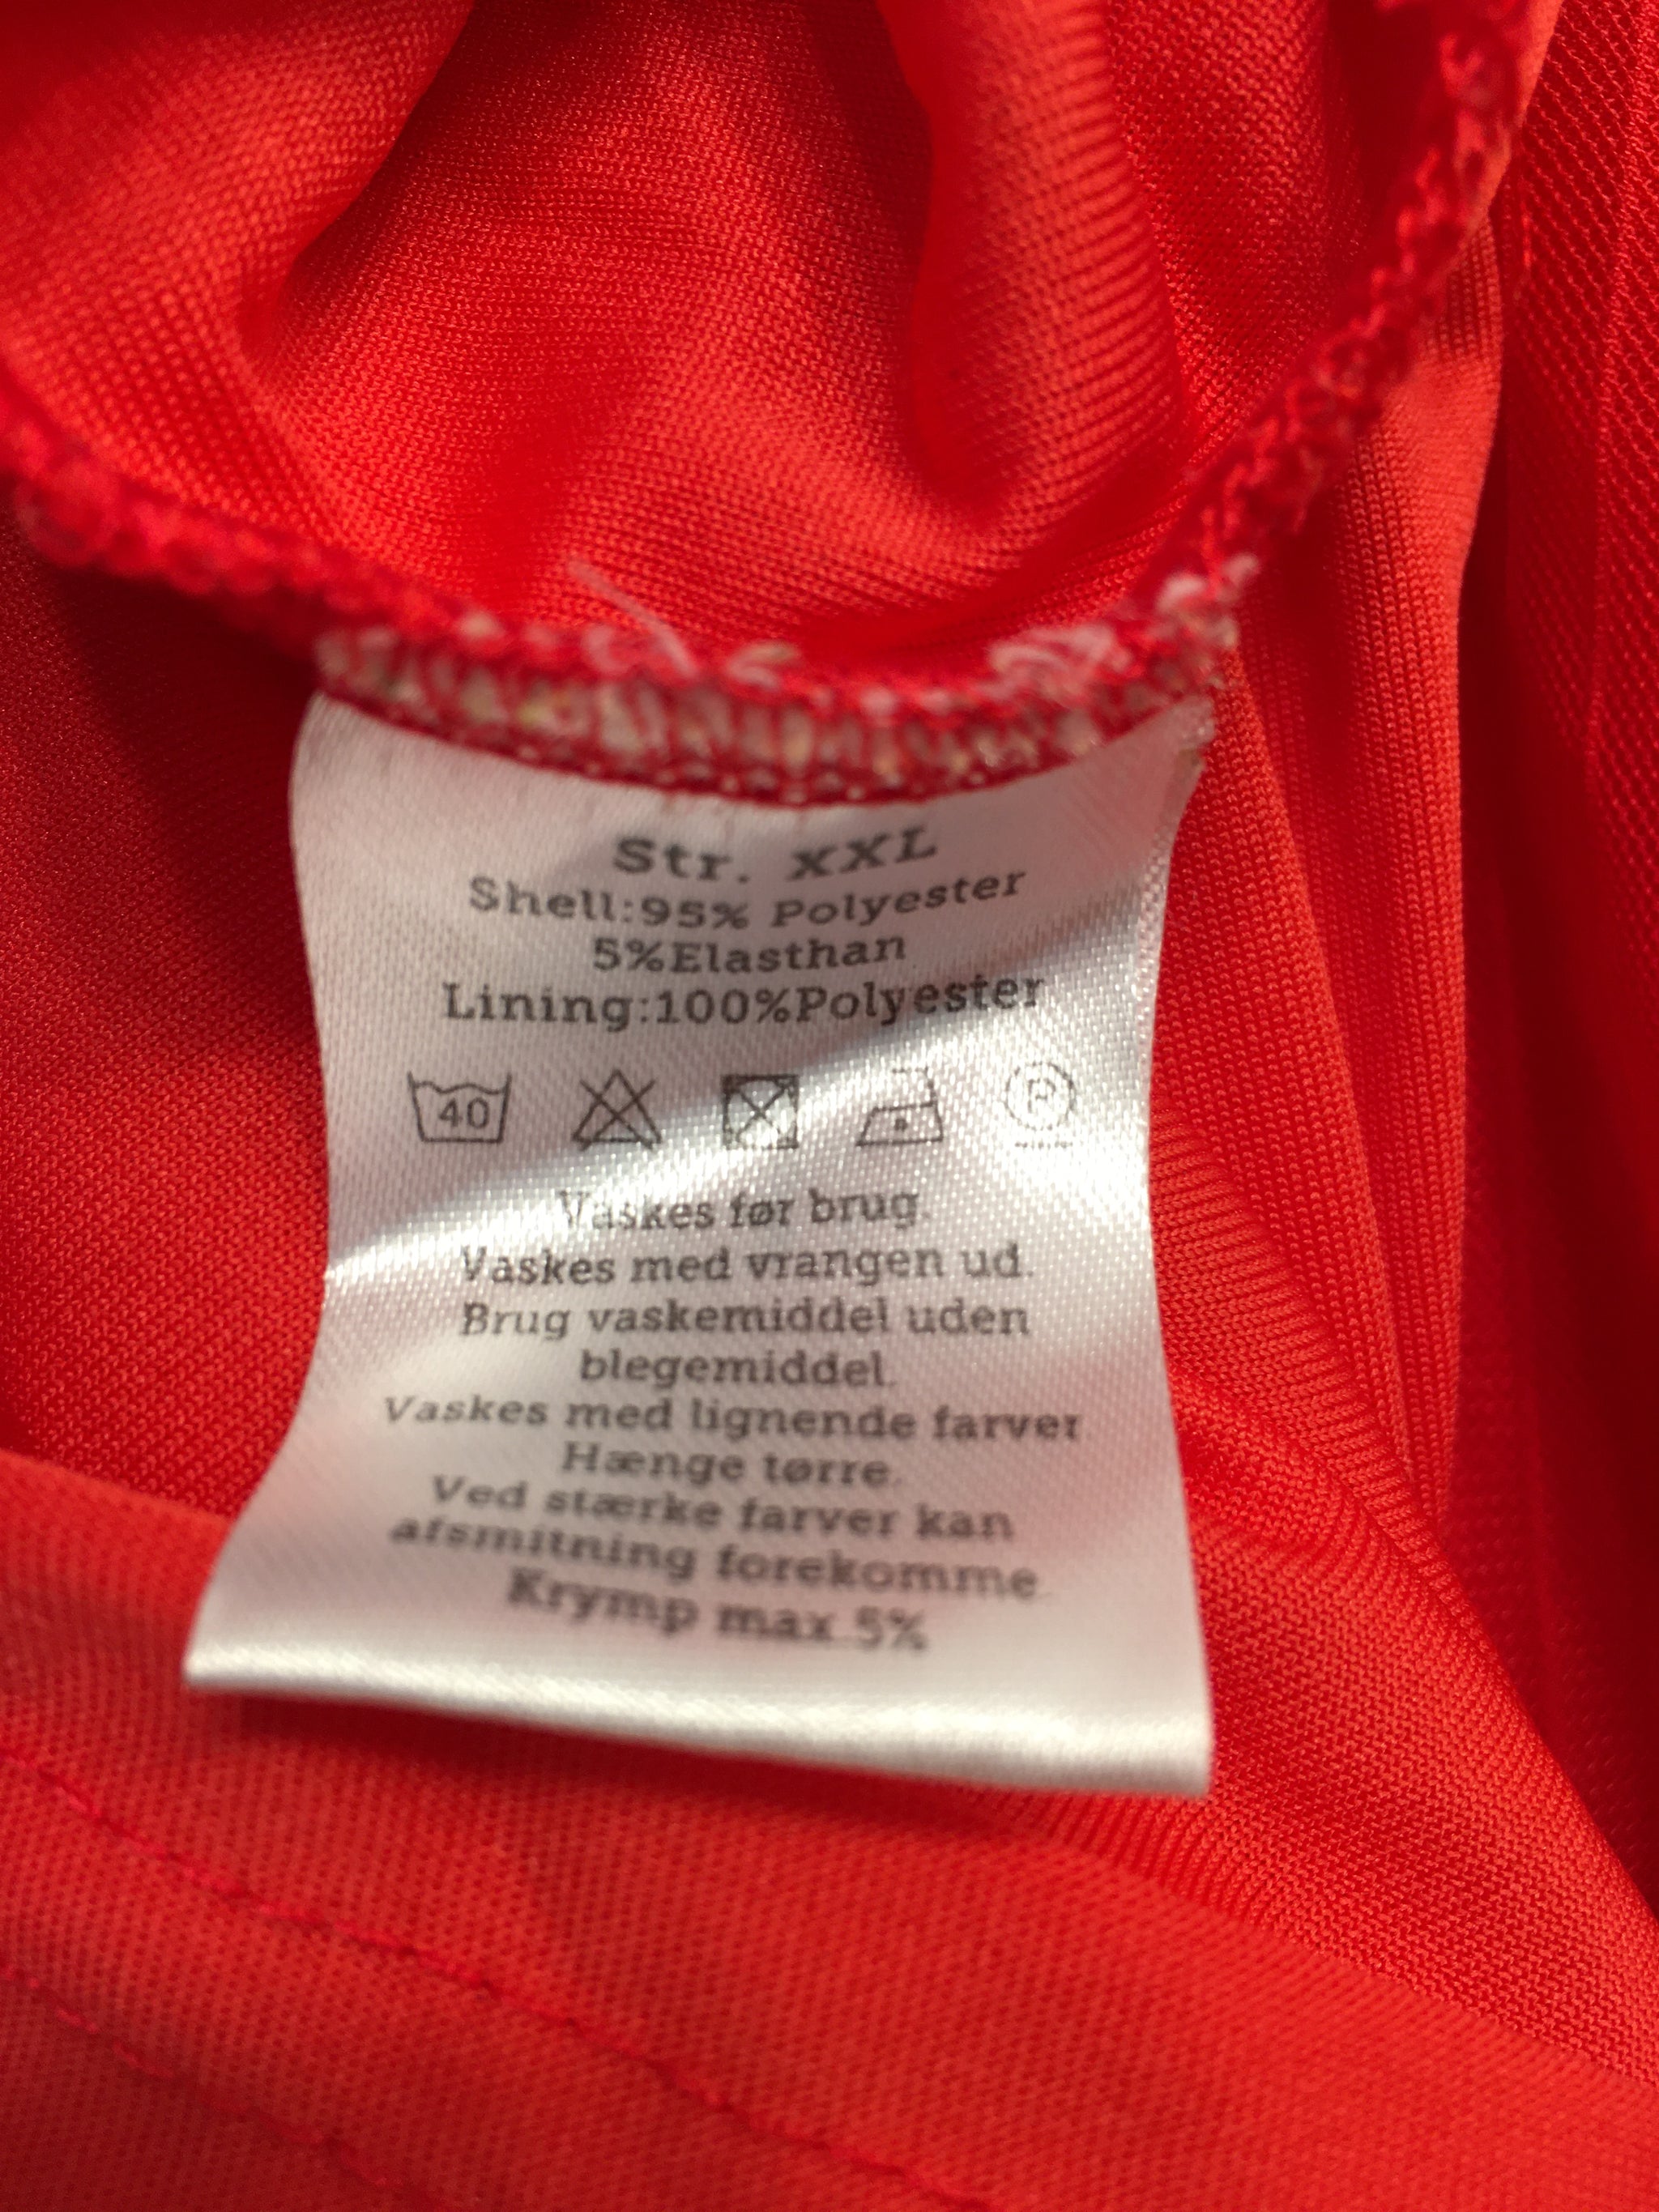 Str. XXL
Shell:95% Polyester
5%Elasthan
Lining:100%Polyester
40 P
Vaskes før brug.
Vaskes med vrangen ud.
Brug vaskemiddel uden
blegemiddel.
Vaskes med lignende farver
Hænge tørre.
Ved stærke farver kan
afsmitning forekomme.
Krymp max 5%